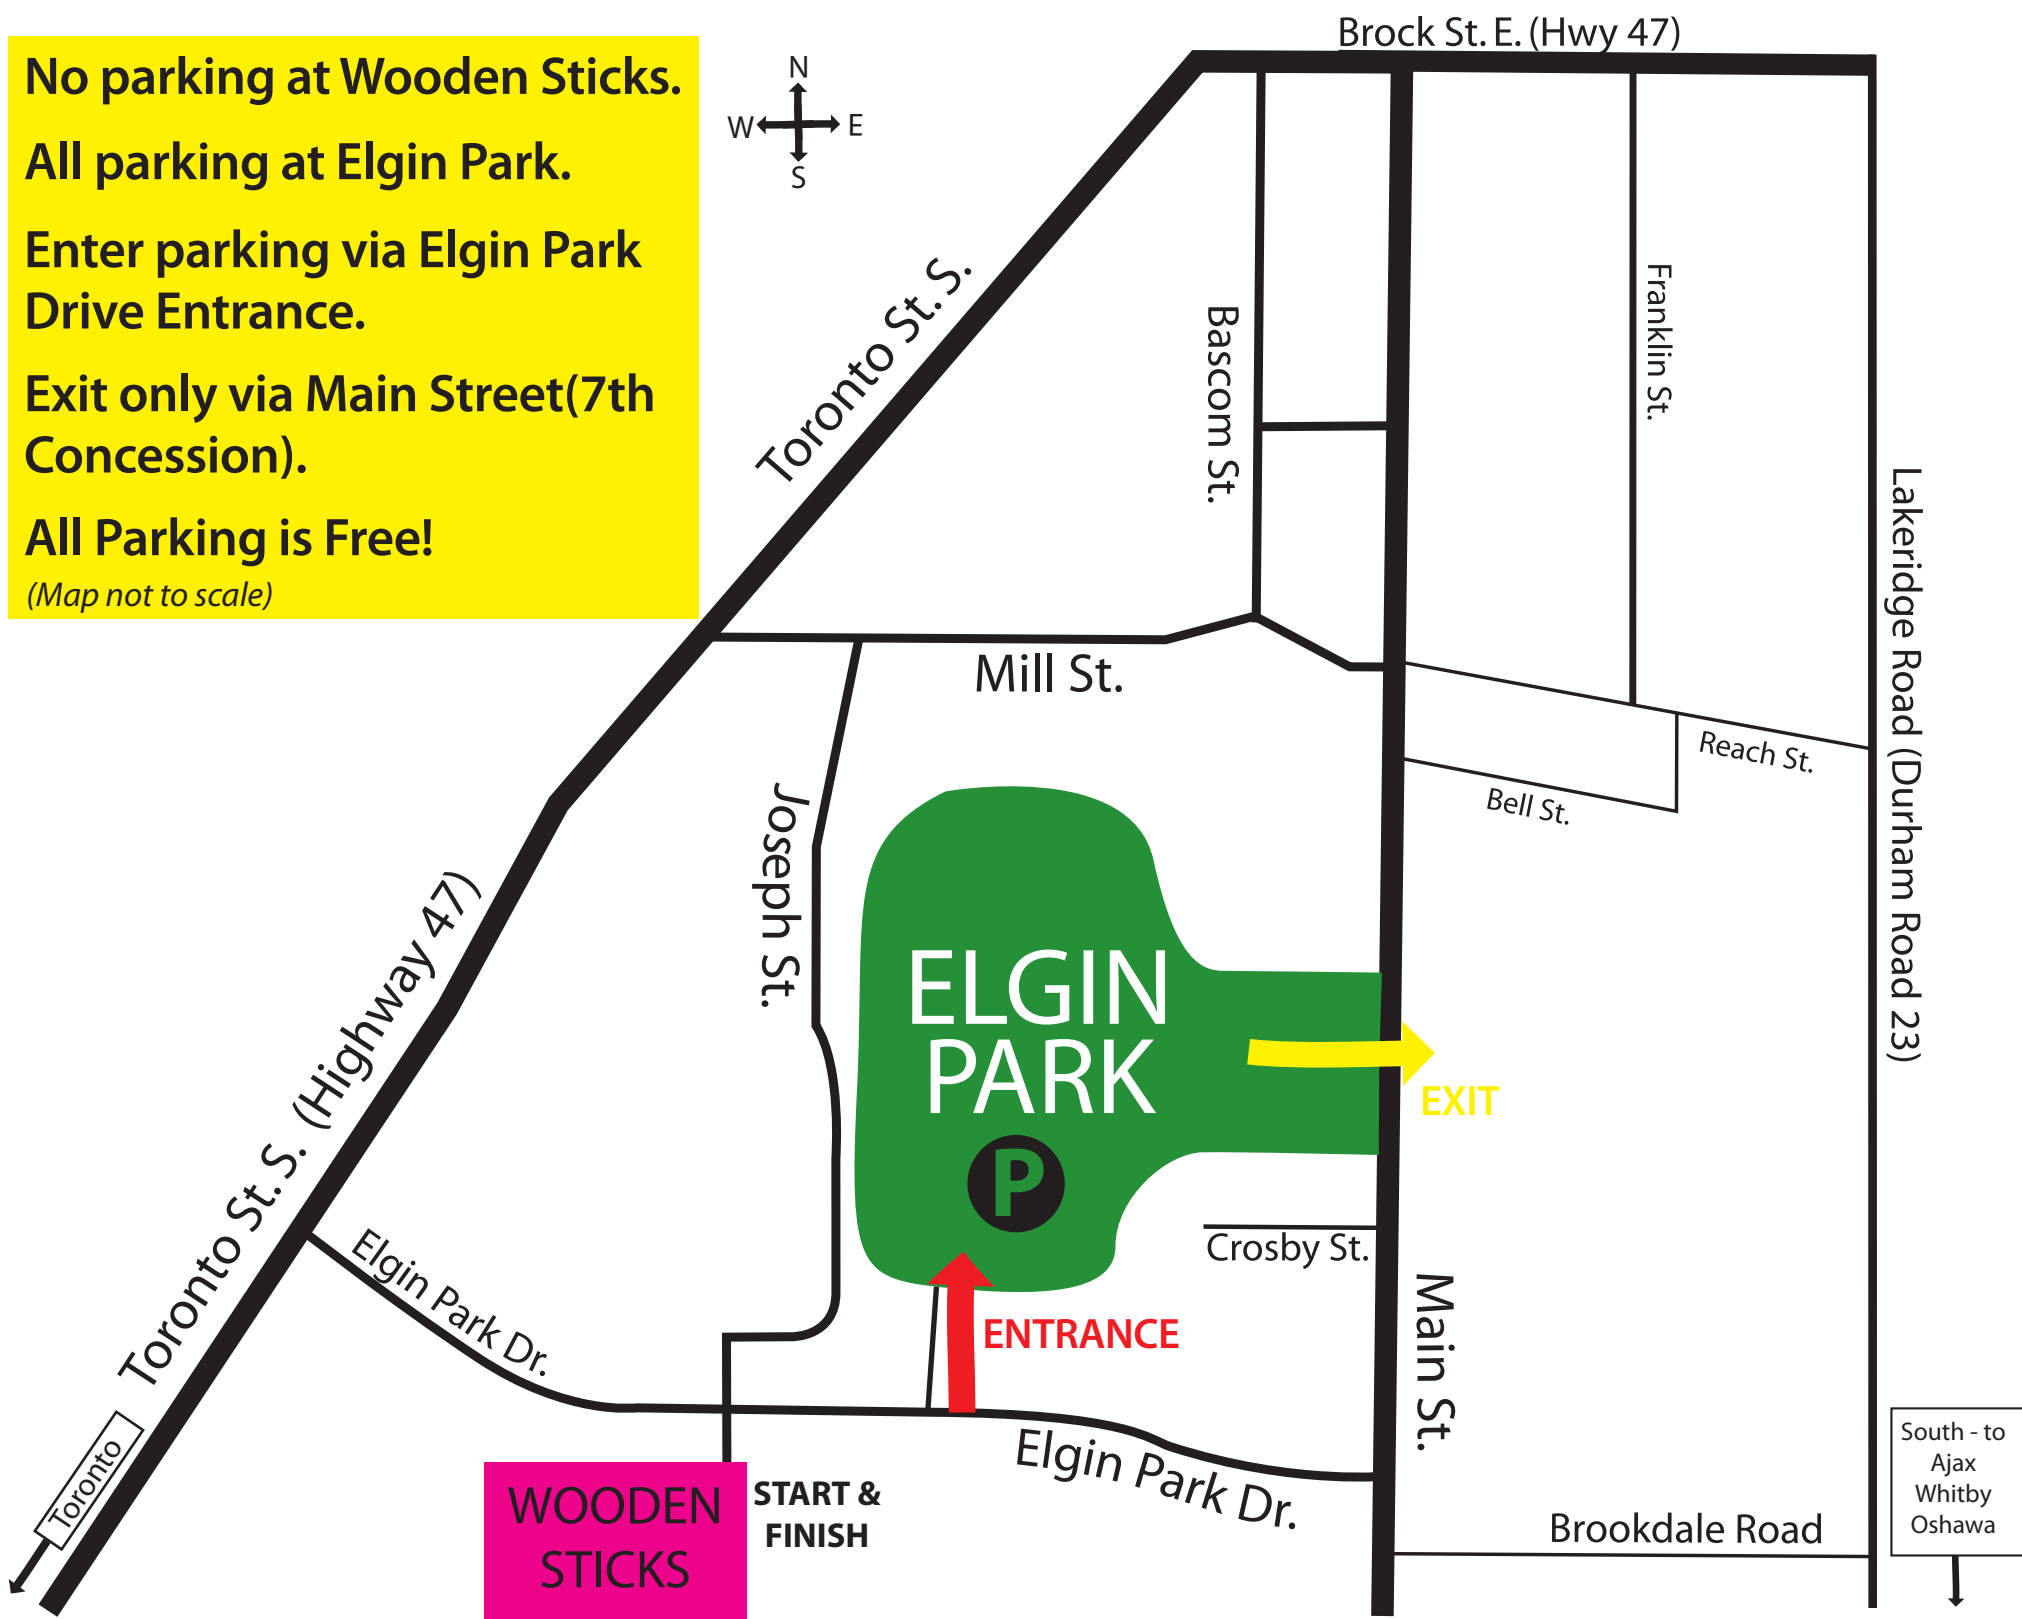 Brock St. E. (Hwy 47)
No parking at Wooden Sticks.
All parking at Elgin Park.
Enter parking via Elgin Park
Drive Entrance.
Exit only via Main Street(7th
Concession).
All Parking is Free!
(Map not to scale)
N
W
E
S
Toronto St. S.
Bascom St.
Franklin St.
Lakeridge Road (Durham Road 23)
Mill St.
Reach St.
Bell St.
Joseph St.
Toronto St. S. (Highway 47)
ELGIN
PARK
P
EXIT
Crosby St.
Elgin Park Dr.
ENTRANCE
Main St.
Toronto
Elgin Park Dr.
WOODEN
STICKS
START &
FINISH
Brookdale Road
South - to
Ajax
Whitby
Oshawa